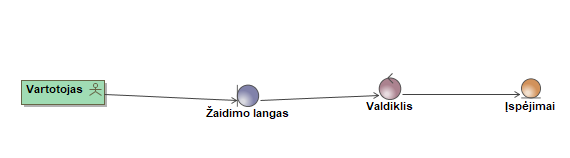 Vartotojas
Žaidimo langas
Valdiklis
Įspėjimai